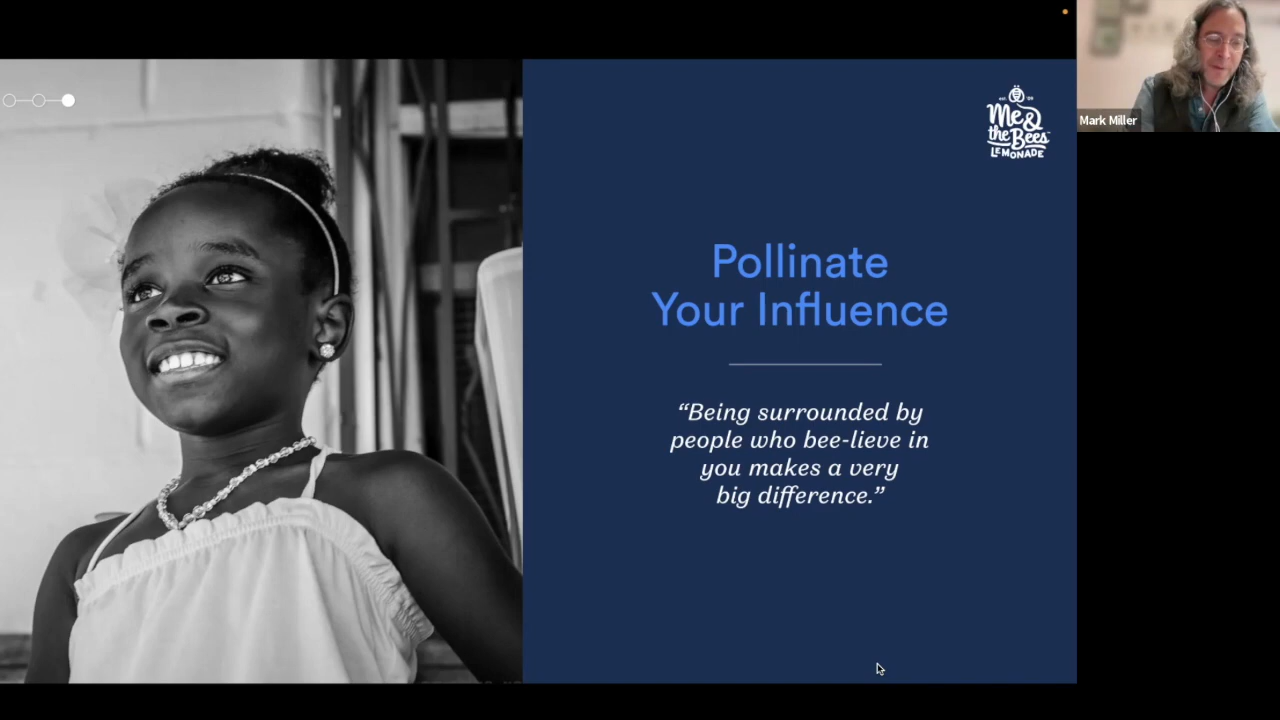 Mark Miller
Me &
the Bees
LEMONADE
Pollinate
Your Influence
“Being surrounded by
people who bee-lieve in
you makes a very
big difference.”